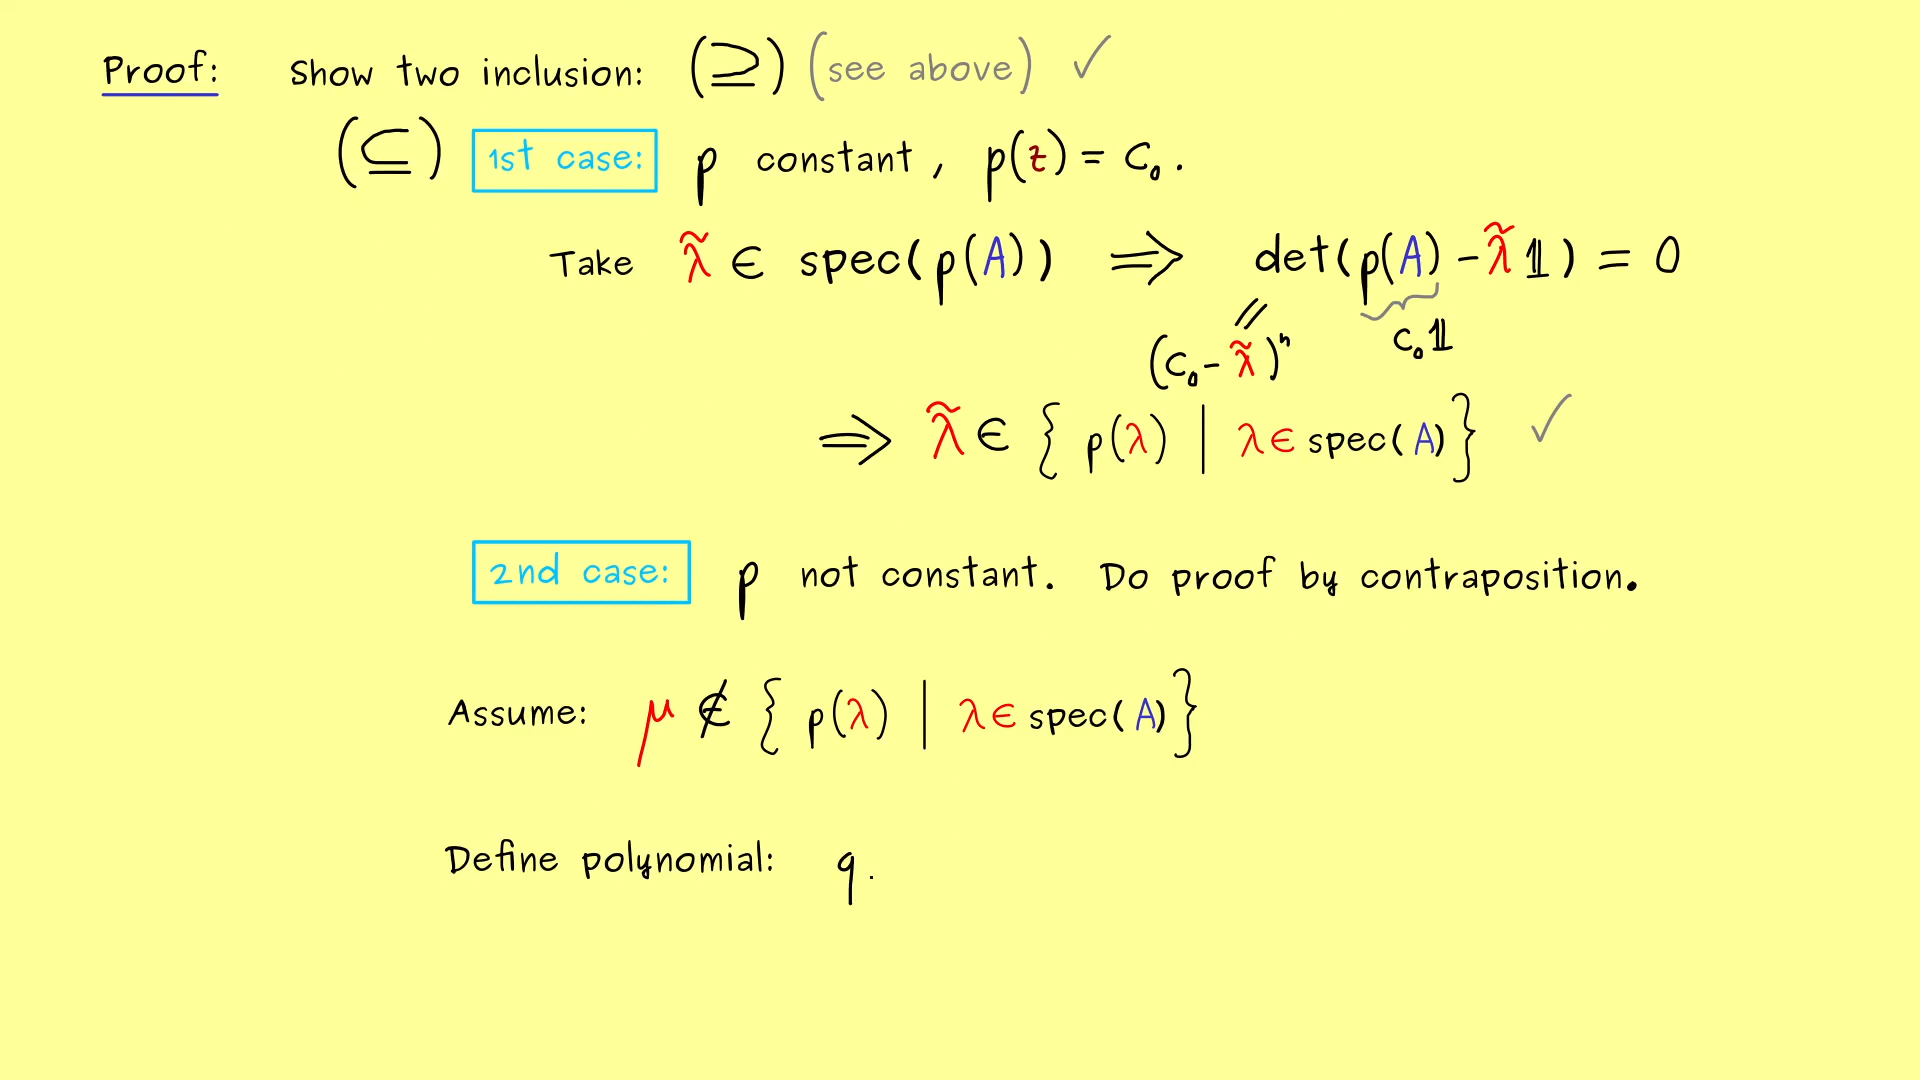 Proof: Show two inclusion: (⊇) (see above) ✓
(⊆) 1st case: p constant, p(z) = c₀.
Take λ̃ ∈ spec(p(A)) ⟹ det(p(A) - λ̃ 𝟙) = 0
(c₀ - λ̃)ⁿ c₀𝟙
⟹ λ̃ ∈ { p(λ) | λ ∈ spec(A) } ✓
2nd case: p not constant. Do proof by contraposition.
Assume: μ ∉ { p(λ) | λ ∈ spec(A) }
Define polynomial: q.